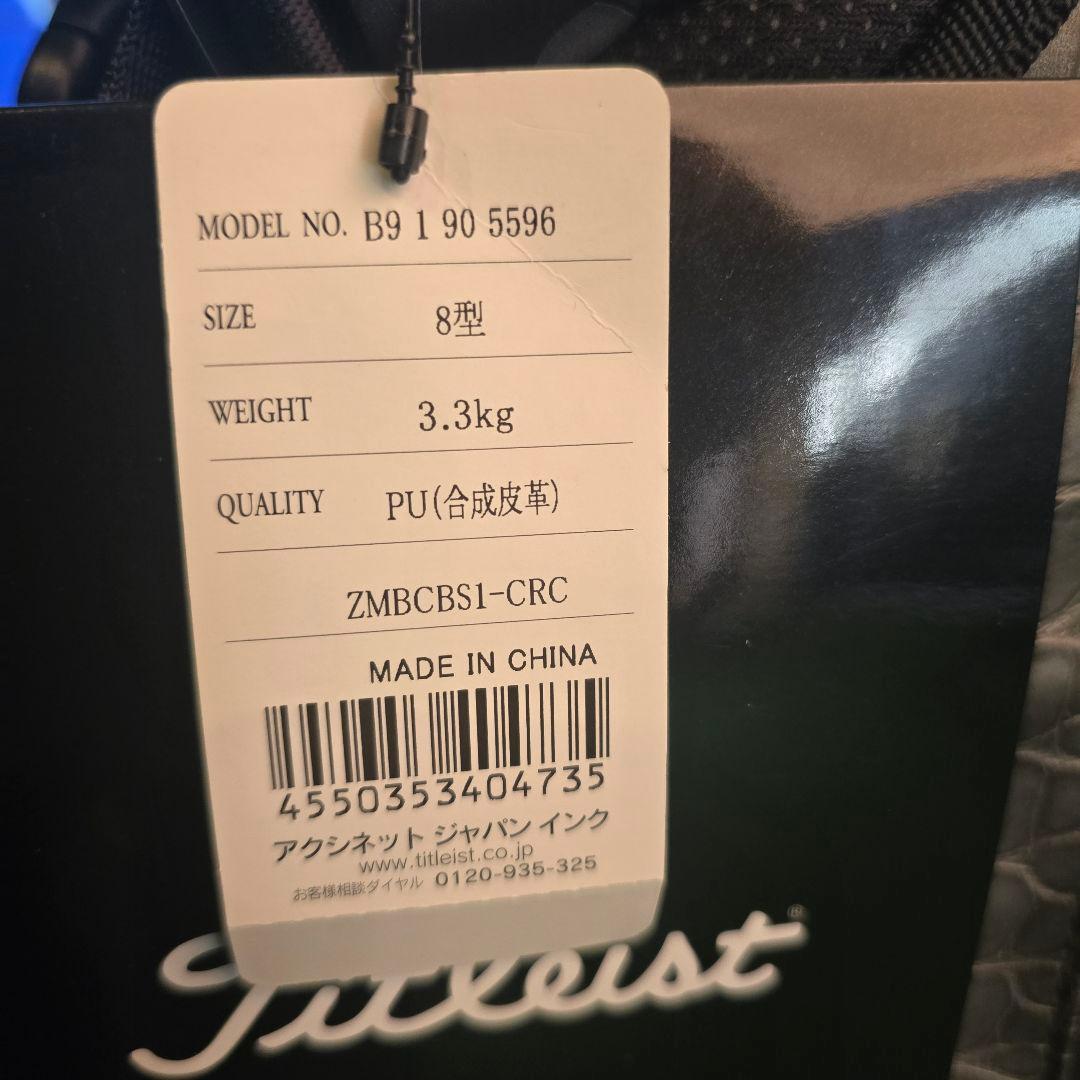 MODEL NO. B9 1 90 5596
SIZE 8型
WEIGHT 3.3kg
QUALITY PU(合成皮革)
ZMBCBS1-CRC
MADE IN CHINA
4550353404735
アクシネット ジャパン インク
www.titleist.co.jp
お客様相談ダイヤル 0120-935-325
Titleist®